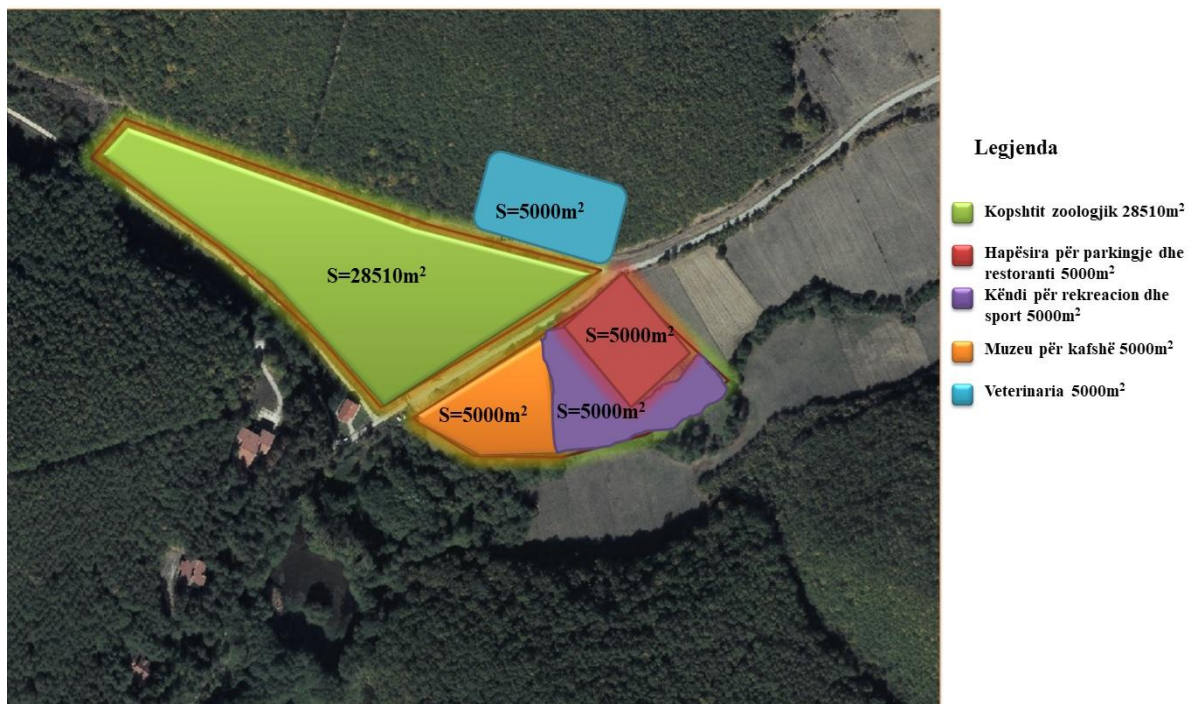 S=5000m²
S=28510m²
S=5000m²
S=5000m²
S=5000m²
Legjenda
Kopshtit zoologjik 28510m²
Hapësira për parkingje dhe
restoranti 5000m²
Këndi për rekreacion dhe
sport 5000m²
Muzeu për kafshë 5000m²
Veterinaria 5000m²